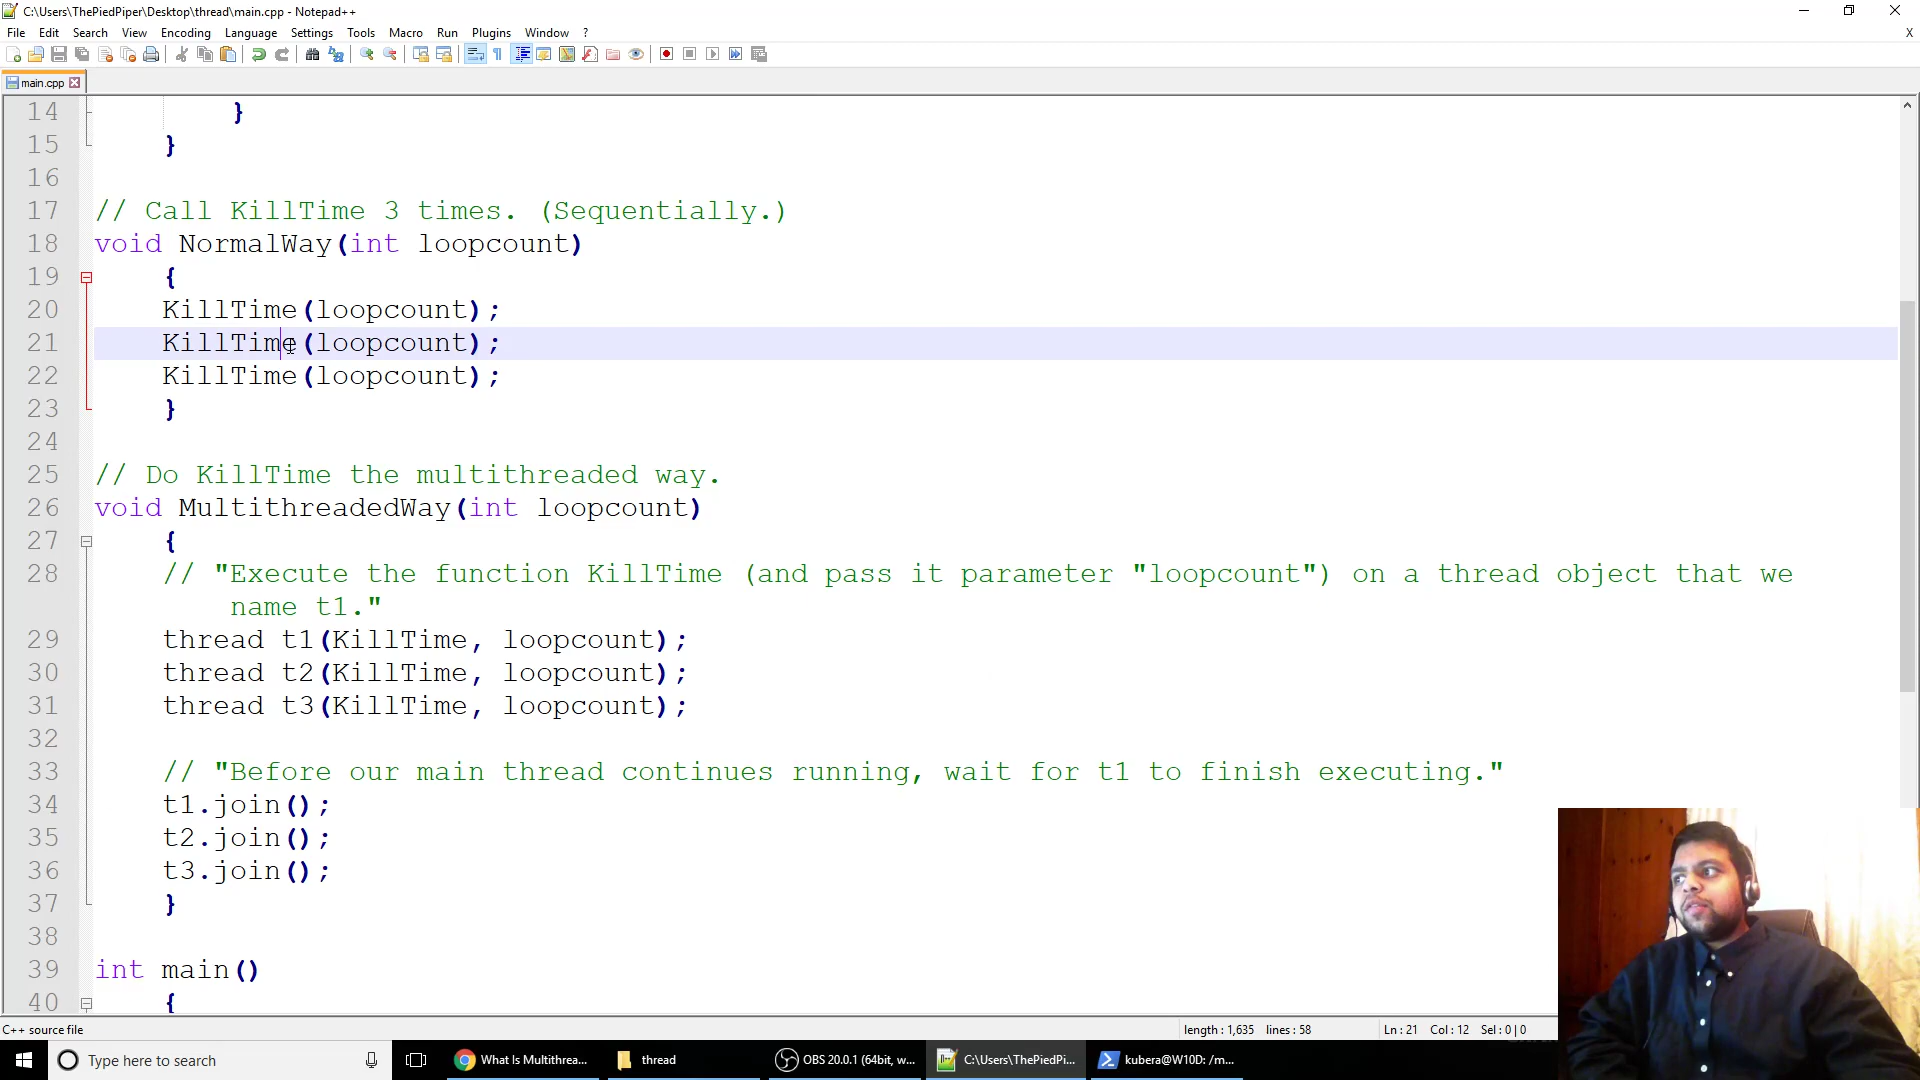 C:\Users\ThePiedPiper\Desktop\thread\main.cpp - Notepad++
File Edit Search View Encoding Language Settings Tools Macro Run Plugins Window ? X
main.cpp
14 }
15 }
16
17 // Call KillTime 3 times. (Sequentially.)
18 void NormalWay(int loopcount)
19 {
20 KillTime(loopcount);
21 KillTime(loopcount);
22 KillTime(loopcount);
23 }
24
25 // Do KillTime the multithreaded way.
26 void MultithreadedWay(int loopcount)
27 {
28 // "Execute the function KillTime (and pass it parameter "loopcount") on a thread object that we
name t1."
29 thread t1(KillTime, loopcount);
30 thread t2(KillTime, loopcount);
31 thread t3(KillTime, loopcount);
32
33 // "Before our main thread continues running, wait for t1 to finish executing."
34 t1.join();
35 t2.join();
36 t3.join();
37 }
38
39 int main()
40 {
C++ source file length : 1,635 lines : 58 Ln : 21 Col : 12 Sel : 0 | 0
Type here to search What Is Multithrea... thread OBS 20.0.1 (64bit, w... C:\Users\ThePiedPi... kubera@W10D: /m...